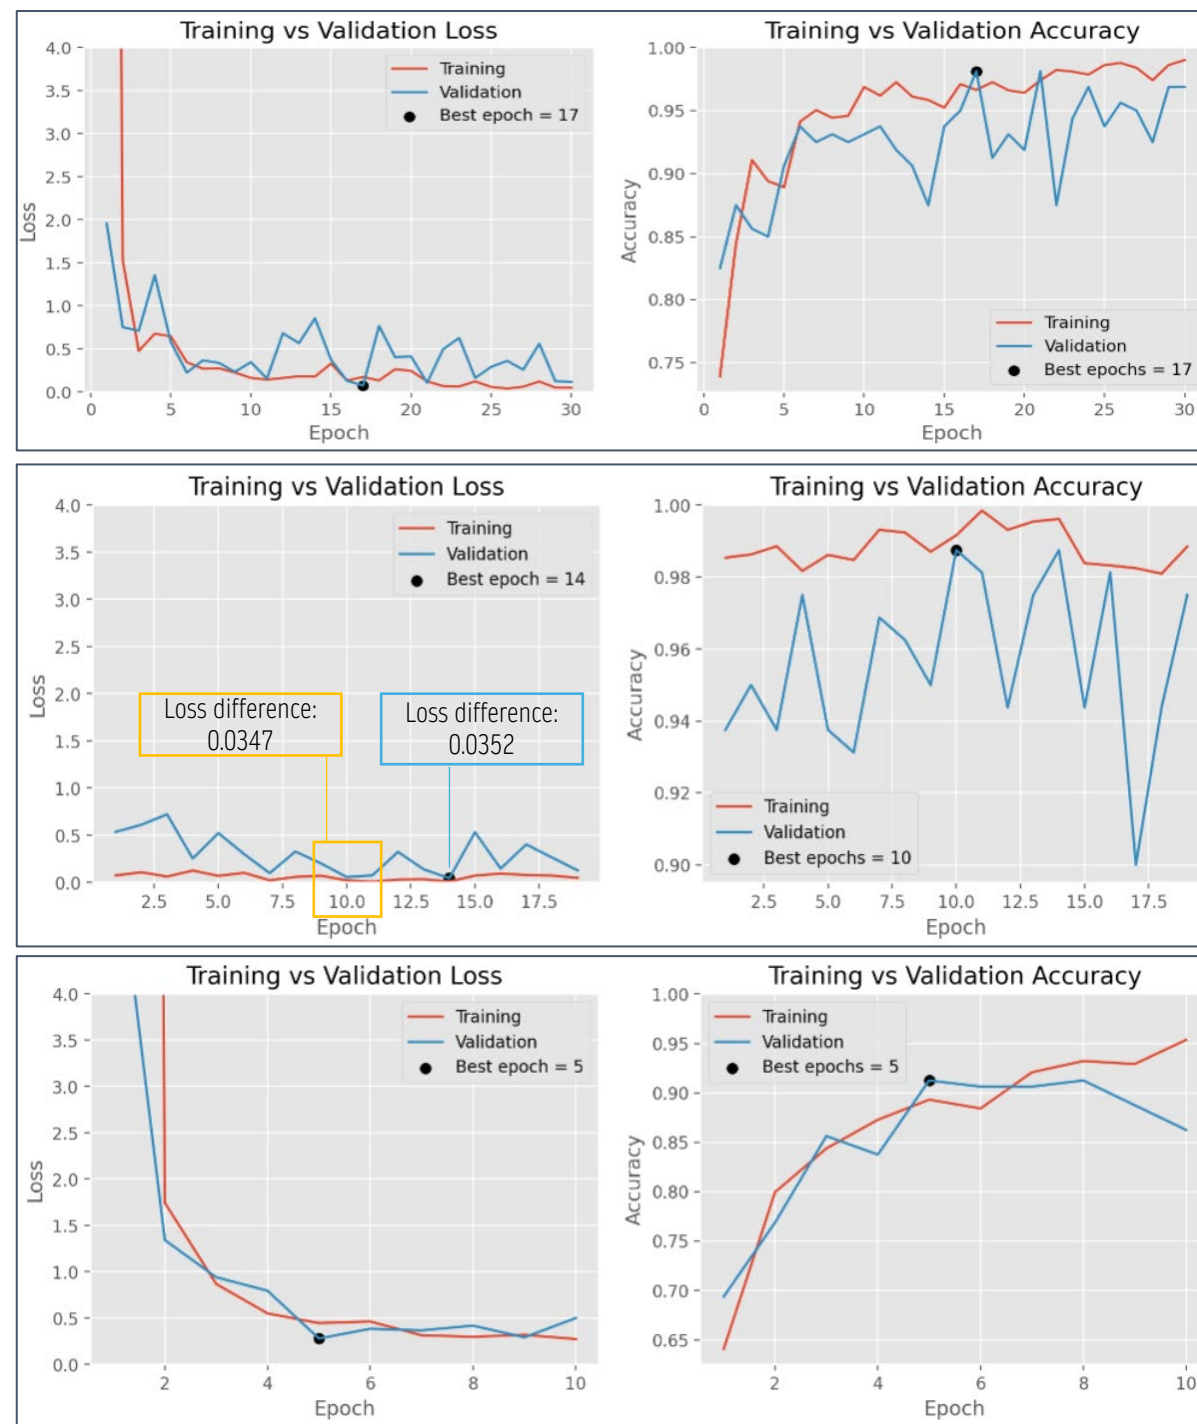 Training vs Validation Loss
4.0
3.5
3.0
2.5
2.0
1.5
1.0
0.5
0.0
Loss
Training
Validation
Best epoch = 17
0 5 10 15 20 25 30
Epoch
Training vs Validation Accuracy
1.00
0.95
0.90
0.85
0.80
0.75
Accuracy
Training
Validation
Best epochs = 17
0 5 10 15 20 25 30
Epoch
Training vs Validation Loss
4.0
3.5
3.0
2.5
2.0
1.5
1.0
0.5
0.0
Loss
Training
Validation
Best epoch = 14
Loss difference:
0.0347
Loss difference:
0.0352
2.5 5.0 7.5 10.0 12.5 15.0 17.5
Epoch
Training vs Validation Accuracy
1.00
0.98
0.96
0.94
0.92
0.90
Accuracy
Training
Validation
Best epochs = 10
2.5 5.0 7.5 10.0 12.5 15.0 17.5
Epoch
Training vs Validation Loss
4.0
3.5
3.0
2.5
2.0
1.5
1.0
0.5
0.0
Loss
Training
Validation
Best epoch = 5
2 4 6 8 10
Epoch
Training vs Validation Accuracy
1.00
0.95
0.90
0.85
0.80
0.75
0.70
0.65
Accuracy
Training
Validation
Best epochs = 5
2 4 6 8 10
Epoch